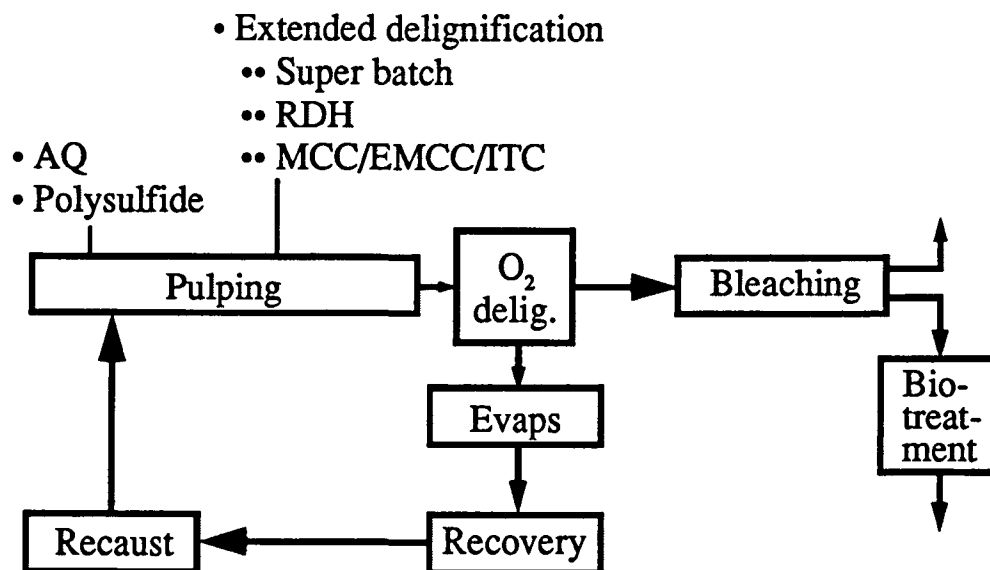 • Extended delignification
•• Super batch
•• RDH
•• MCC/EMCC/ITC
• AQ
• Polysulfide
Pulping
O₂
delig.
Bleaching
Evaps
Bio-
treat-
ment
Recaust
Recovery